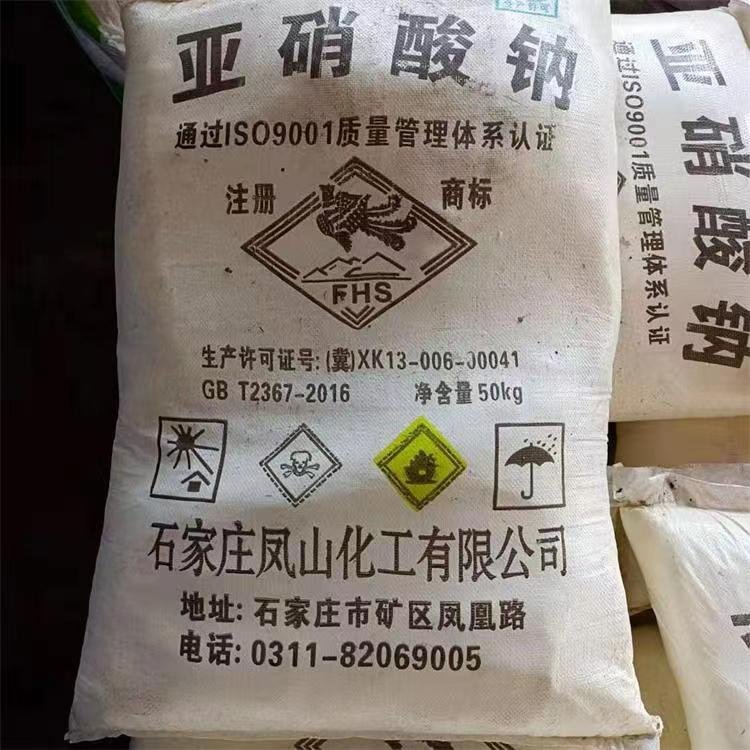 生产许可
亚硝酸钠
通过ISO9001质量管理体系认证
注册 商标
FHS
生产许可证号:(冀)XK13-006-00041
GB T2367-2016 净含量50kg
石家庄凤山化工有限公司
地址:石家庄市矿区凤凰路
电话:0311-82069005
亚硝酸钠
通过ISO9001质量管理体系认证